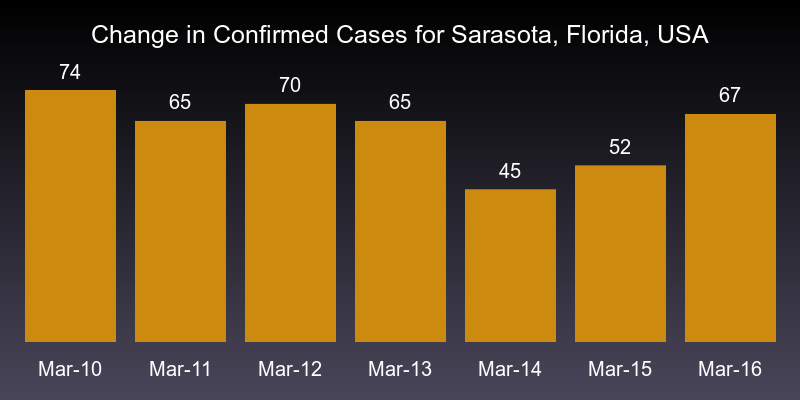 Change in Confirmed Cases for Sarasota, Florida, USA
74
65
70
65
45
52
67
Mar-10
Mar-11
Mar-12
Mar-13
Mar-14
Mar-15
Mar-16